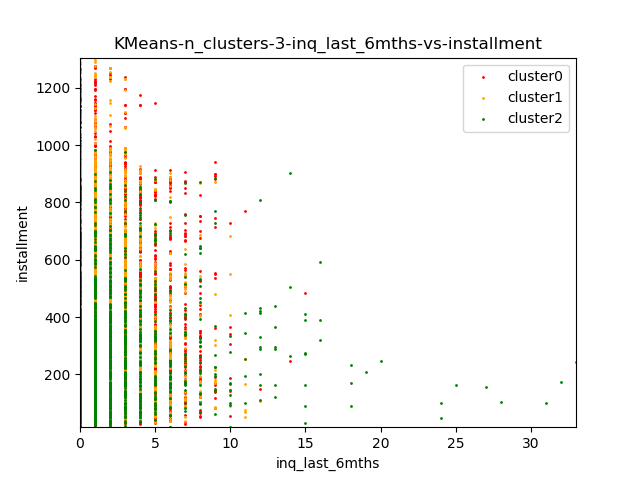 KMeans-n_clusters-3-inq_last_6mths-vs-installment
cluster0
cluster1
cluster2
1200
1000
800
600
400
200
installment
0 5 10 15 20 25 30
inq_last_6mths